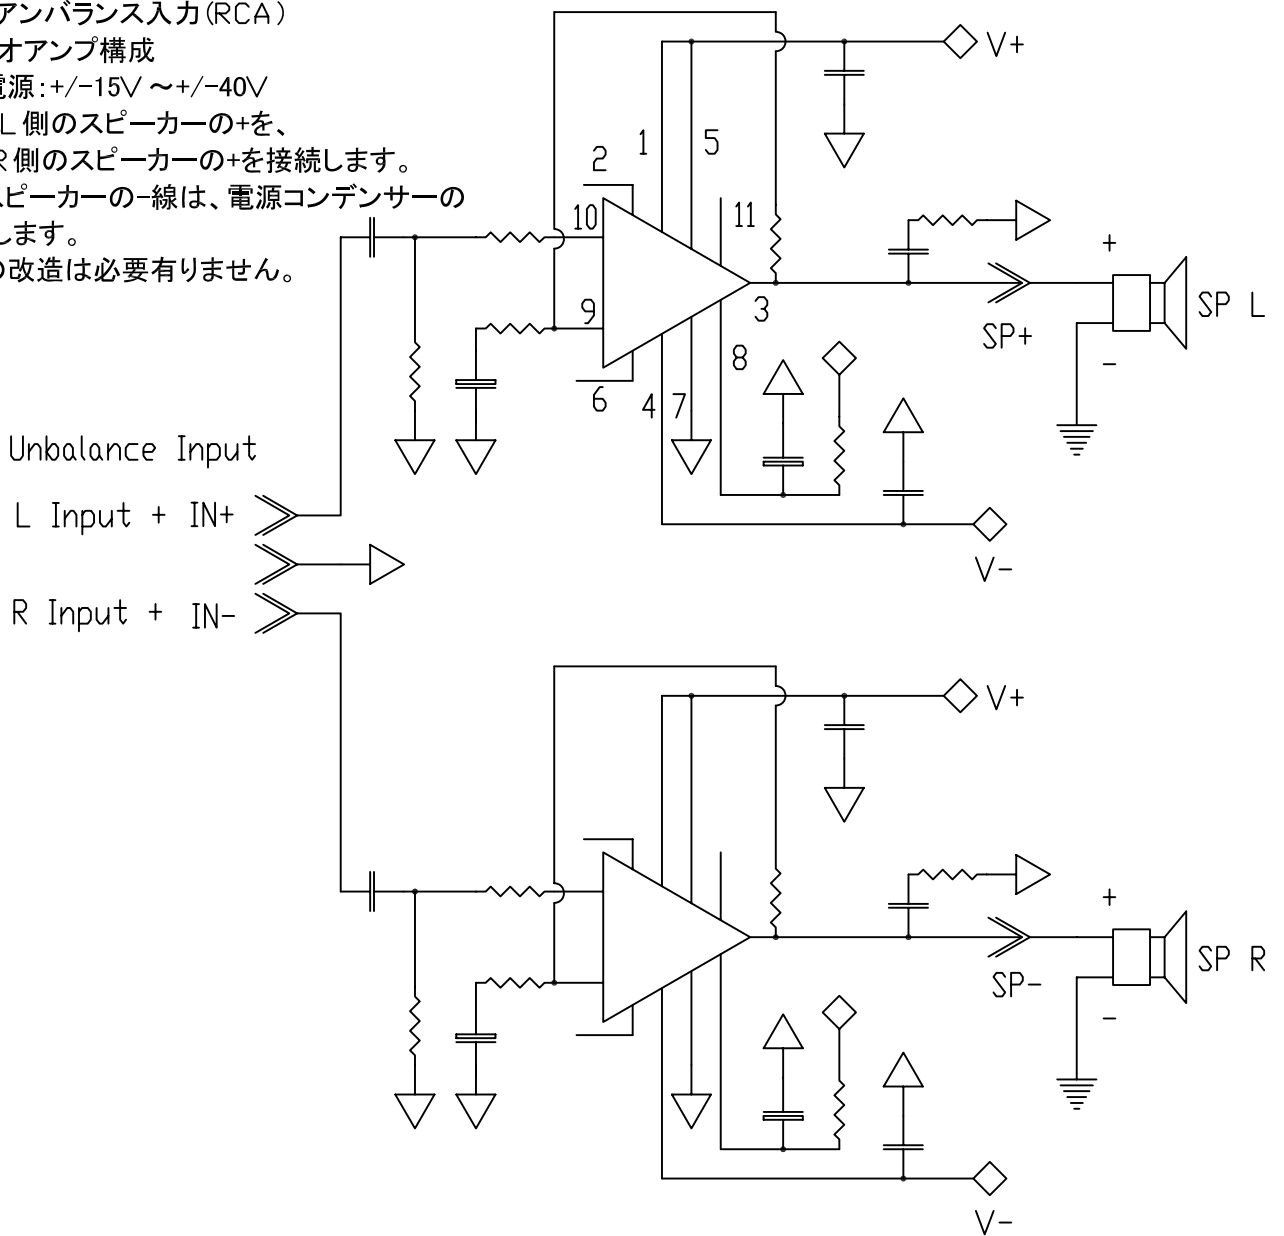 アンバランス入力(RCA)
オアンプ構成
電源:+/-15V ～+/-40V
L 側のスピーカーの+を、
R 側のスピーカーの+を接続します。
スピーカーの-線は、電源コンデンサーの
します。
の改造は必要有りません。
V+
1
5
2
10
11
9
3
8
6
4
7
+
SP L
SP+
-
V-
Unbalance Input
L Input + IN+
R Input + IN-
V+
+
SP R
SP-
-
V-